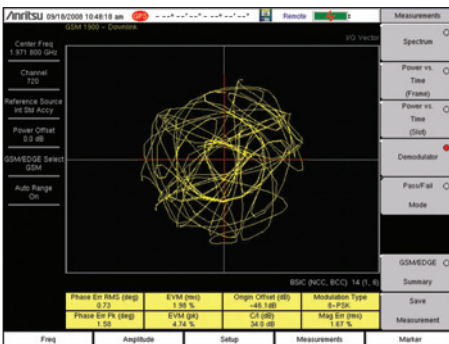 Anritsu 09/18/2008 10:48:18 am GPS Remote
Measurements
GSM 1900 - Downlink
I/Q Vector
Center Freq
1.971 800 GHz
Channel
720
Reference Source
Int Std Accy
Power Offset
0.0 dB
GSM/EDGE Select
GSM
Auto Range
On
Spectrum
Power vs.
Time
(Frame)
Power vs.
Time
(Slot)
Demodulator
Pass/Fail
Mode
GSM/EDGE
Summary
Save
Measurement
BSIC (NCC, BCC) 14 (1, 6)
Phase Err RMS (deg) EVM (rms) Origin Offset (dB) Modulation Type
0.73 1.98 % -46.1dB 8-PSK
Phase Err Pk (deg) EVM (pk) C/I (dB) Mag Err (rms)
1.58 4.74 % 34.0 dB 1.67 %
Freq Amplitude Setup Measurements Marker